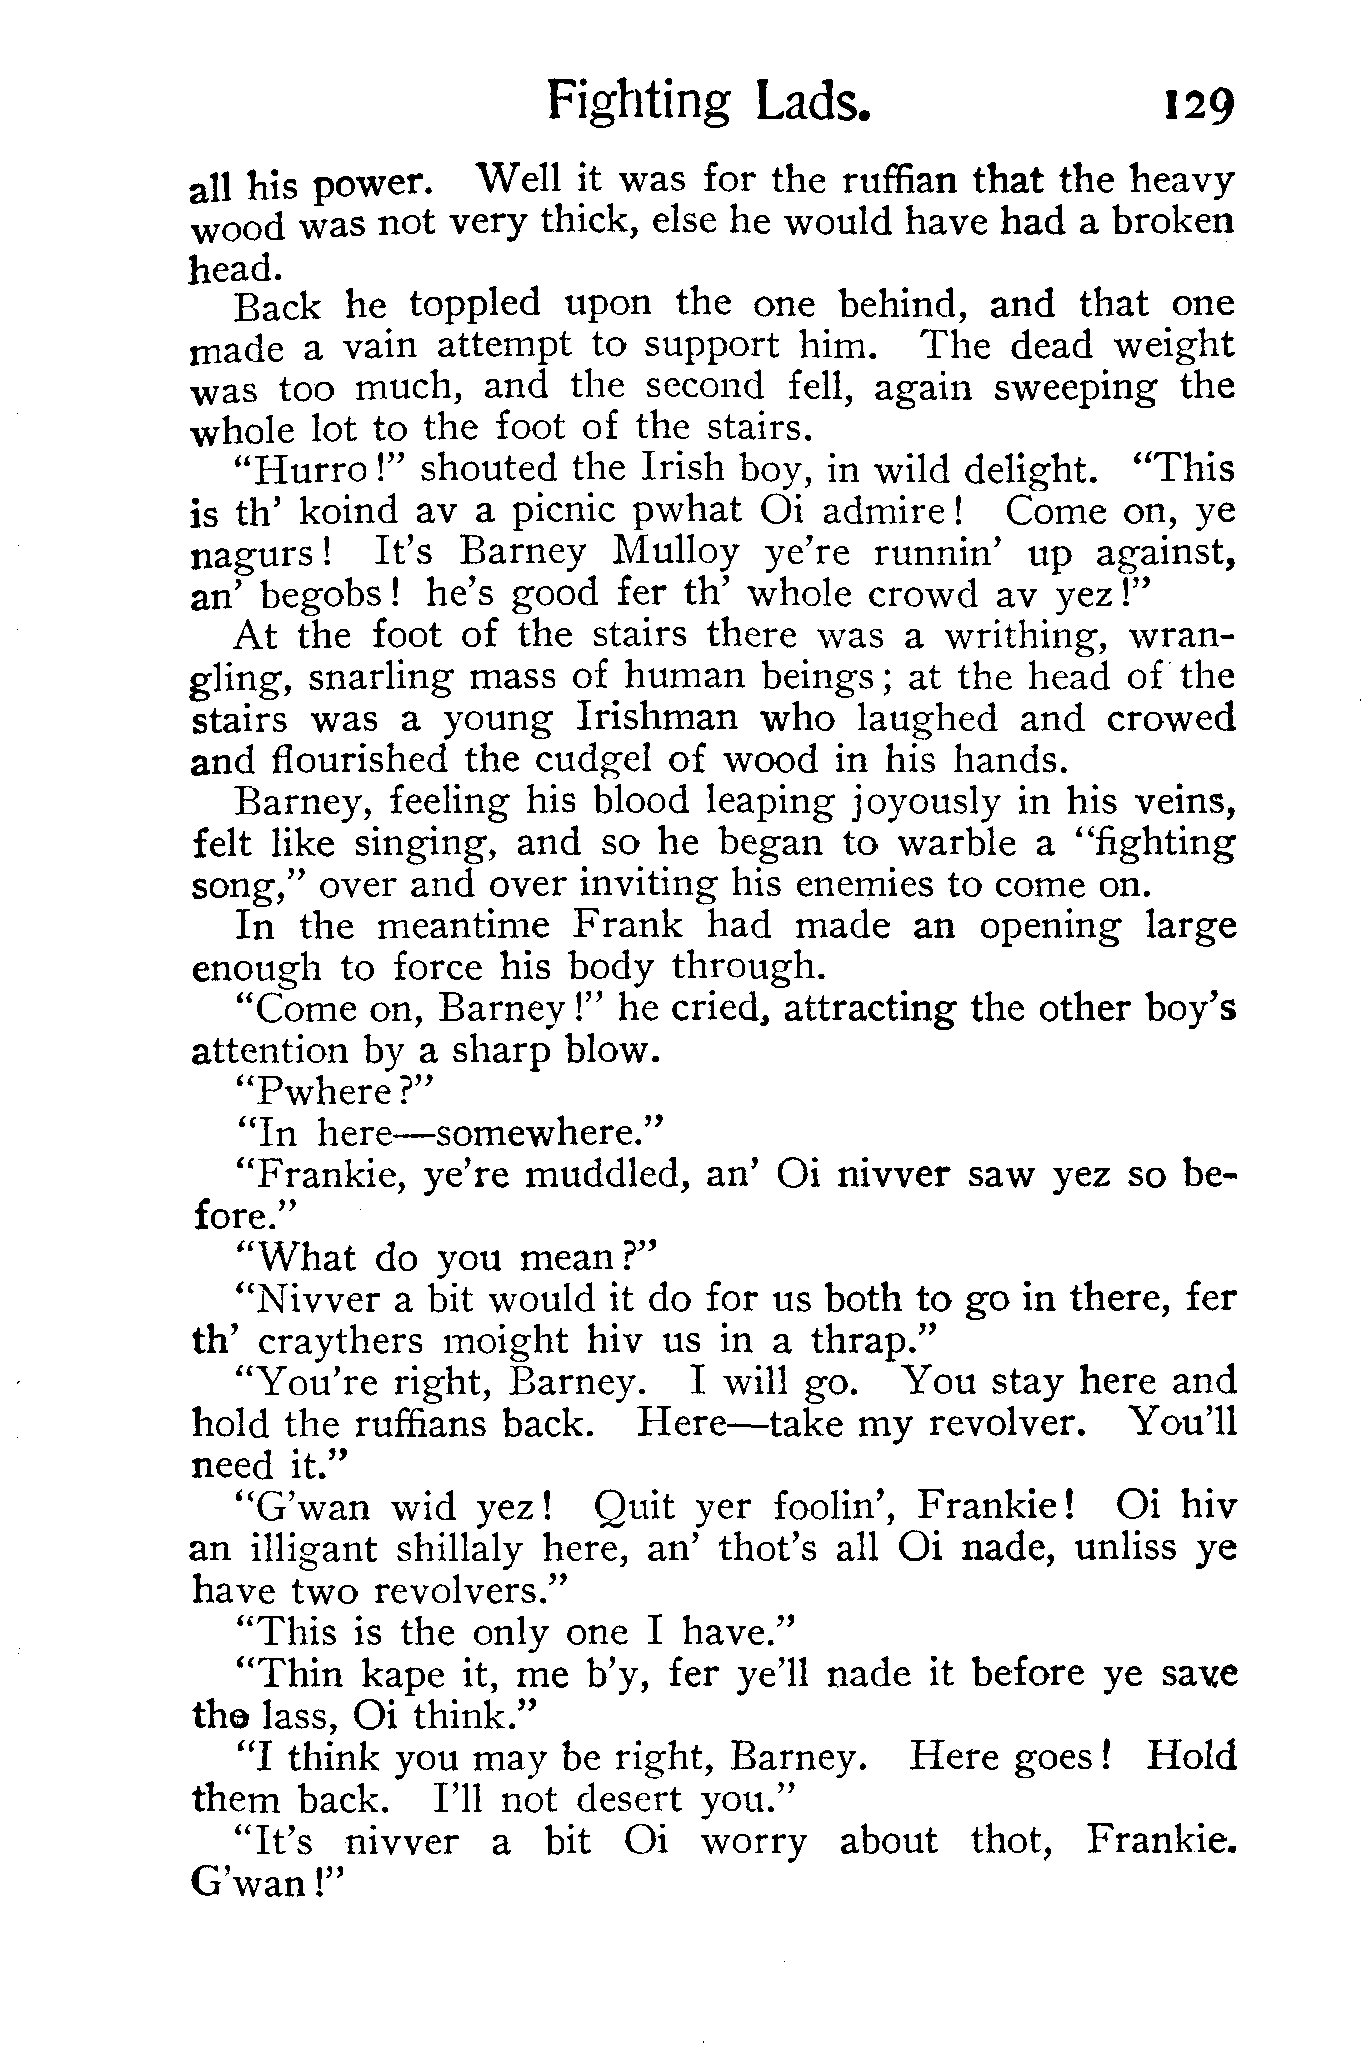 Fighting Lads. 129
all his power. Well it was for the ruffian that the heavy
wood was not very thick, else he would have had a broken
head.
Back he toppled upon the one behind, and that one
made a vain attempt to support him. The dead weight
was too much, and the second fell, again sweeping the
whole lot to the foot of the stairs.
“Hurro!” shouted the Irish boy, in wild delight. “This
is th’ koind av a picnic pwhat Oi admire! Come on, ye
nagurs! It’s Barney Mulloy ye’re runnin’ up against,
an’ begobs! he’s good fer th’ whole crowd av yez!”
At the foot of the stairs there was a writhing, wran-
gling, snarling mass of human beings; at the head of the
stairs was a young Irishman who laughed and crowed
and flourished the cudgel of wood in his hands.
Barney, feeling his blood leaping joyously in his veins,
felt like singing, and so he began to warble a “fighting
song,” over and over inviting his enemies to come on.
In the meantime Frank had made an opening large
enough to force his body through.
“Come on, Barney!” he cried, attracting the other boy’s
attention by a sharp blow.
“Pwhere?”
“In here—somewhere.”
“Frankie, ye’re muddled, an’ Oi nivver saw yez so be-
fore.”
“What do you mean?”
“Nivver a bit would it do for us both to go in there, fer
th’ craythers moight hiv us in a thrap.”
“You’re right, Barney. I will go. You stay here and
hold the ruffians back. Here—take my revolver. You’ll
need it.”
“G’wan wid yez! Quit yer foolin’, Frankie! Oi hiv
an illigant shillaly here, an’ thot’s all Oi nade, unliss ye
have two revolvers.”
“This is the only one I have.”
“Thin kape it, me b’y, fer ye’ll nade it before ye save
the lass, Oi think.”
“I think you may be right, Barney. Here goes! Hold
them back. I’ll not desert you.”
“It’s nivver a bit Oi worry about thot, Frankie.
G’wan!”